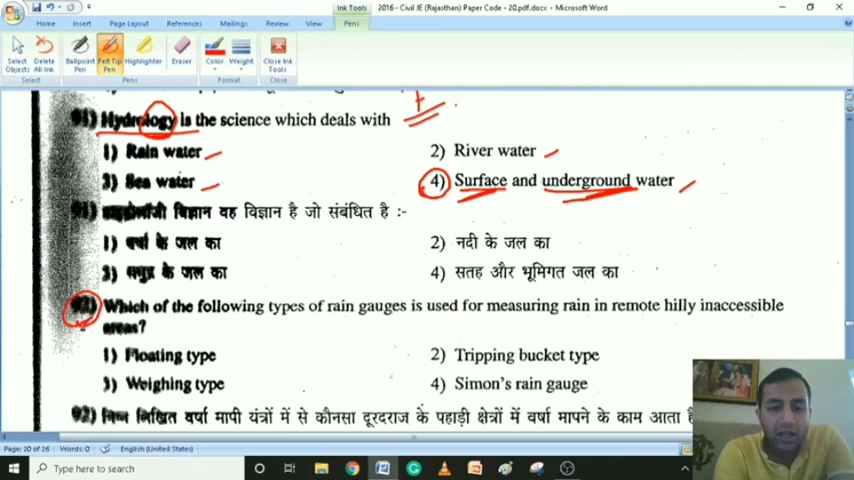 Ink Tools
2016 - Civil JE (Rajasthan) Paper Code - 20.pdf.docx - Microsoft Word
Home Insert Page Layout References Mailings Review View Pens
Select Objects Delete All Ink Ballpoint Pen Felt Tip Pen Highlighter Eraser Color Weight Close Ink Tools
Select Pens Format Close
91) Hydrology is the science which deals with
1) Rain water 2) River water
3) Sea water 4) Surface and underground water
91) हाइड्रोलॉजी विज्ञान वह विज्ञान है जो संबंधित है :-
1) वर्षा के जल का 2) नदी के जल का
3) समुद्र के जल का 4) सतह और भूमिगत जल का
92) Which of the following types of rain gauges is used for measuring rain in remote hilly inaccessible
areas?
1) Floating type 2) Tripping bucket type
3) Weighing type 4) Simon's rain gauge
92) निम्न लिखित वर्षा मापी यंत्रों में से कौनसा दूरदराज के पहाड़ी क्षेत्रों में वर्षा मापने के काम आता है
Page: 20 of 26 Words: 0 English (United States)
Type here to search